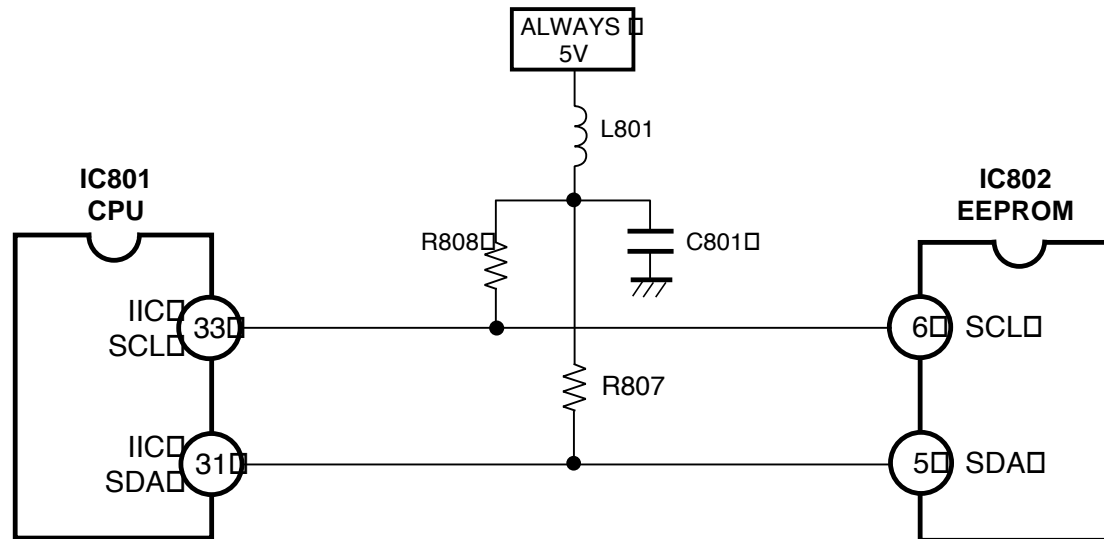 ALWAYS
5V
L801
IC801
CPU
IC802
EEPROM
R808
C801
IIC
SCL
33
6
SCL
R807
IIC
SDA
31
5
SDA